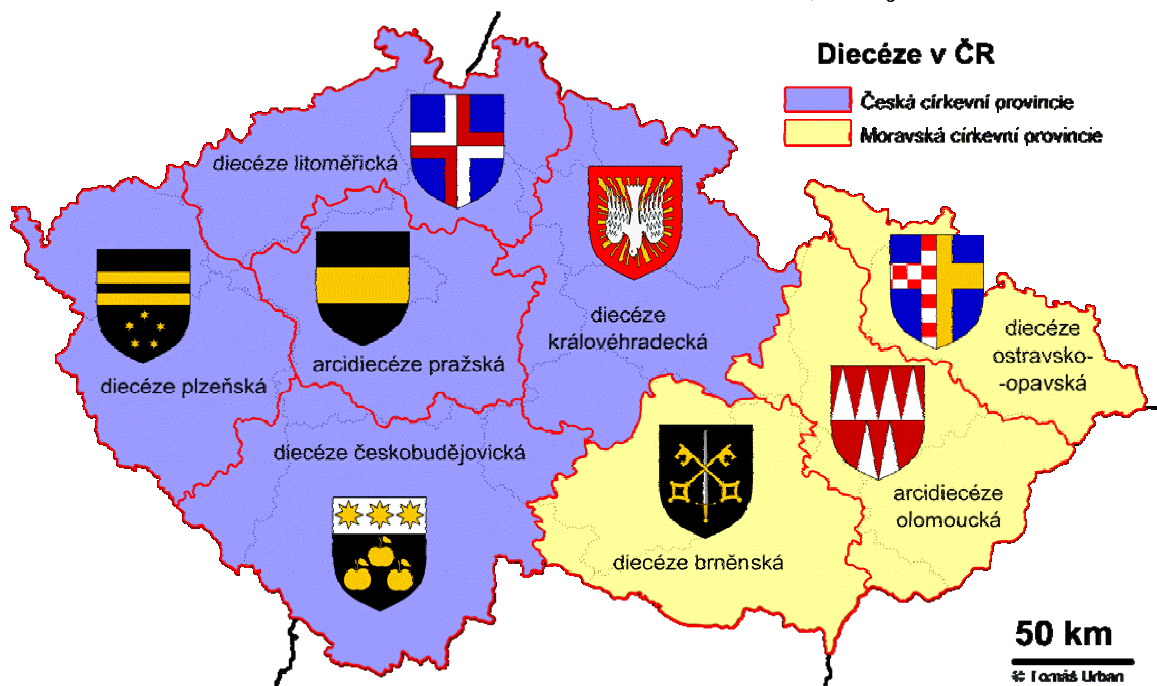 Diecéze v ČR
Česká církevní provincie
Moravská církevní provincie
diecéze litoměřická
diecéze
královéhradecká
diecéze
ostravsko-
-opavská
arcidiecéze pražská
diecéze plzeňská
diecéze českobudějovická
arcidiecéze
olomoucká
diecéze brněnská
50 km
© Tomáš Urban